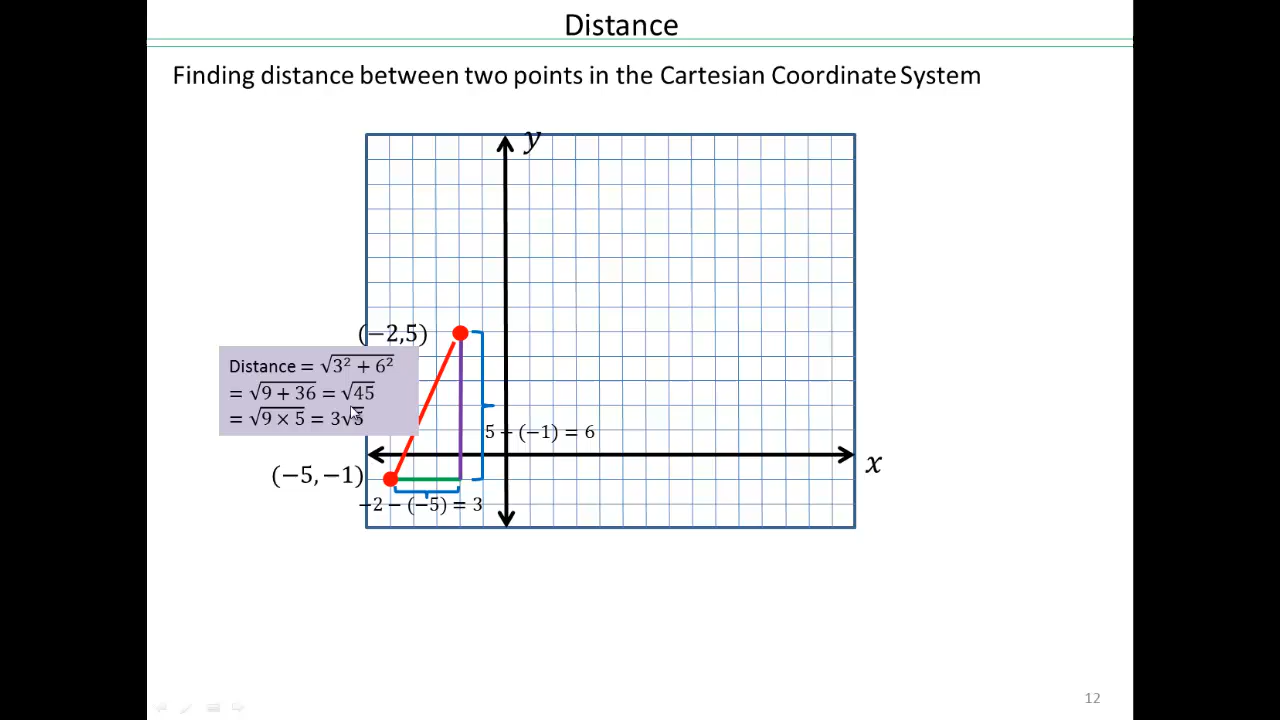 Distance
Finding distance between two points in the Cartesian Coordinate System
y
(−2,5)
Distance = √(3² + 6²)
= √(9 + 36) = √45
= √(9 × 5) = 3√5
5 − (−1) = 6
x
(−5, −1)
−2 − (−5) = 3
12